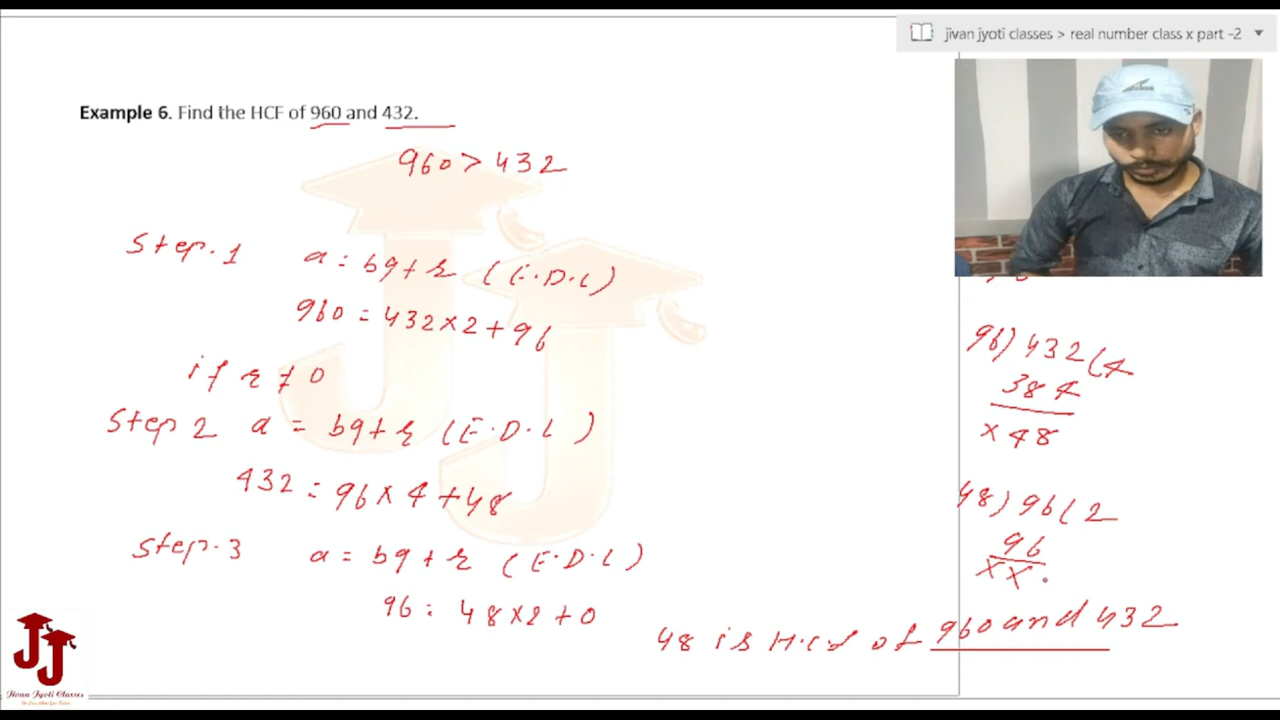 jivan jyoti classes > real number class x part -2
Example 6. Find the HCF of 960 and 432.
960 > 432
Step.1 a = bq + r (E.D.L)
960 = 432×2 + 96
if r ≠ 0
Step 2 a = bq + r (E.D.L)
432 = 96 × 4 + 48
Step.3 a = bq + r (E.D.L)
96 = 48×2 + 0
96) 432 (4
384
× 48
48) 96 (2
96
××
48 is H.C.f of 960 and 432
JJ
Jivan Jyoti Classes